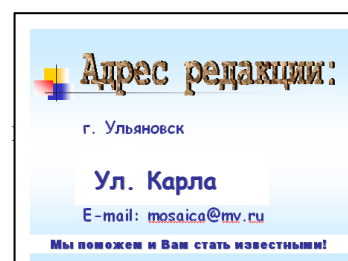 Адрес редакции:
г. Ульяновск
Ул. Карла
E-mail: mosaica@mv.ru
Мы поможем и Вам стать известными!